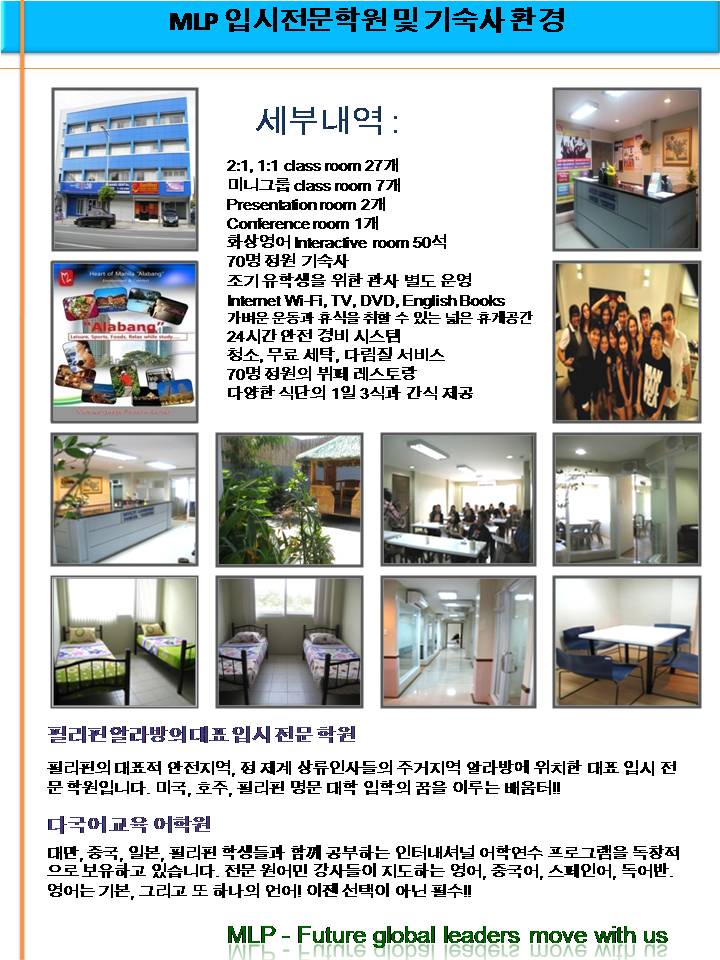 MLP 입시전문학원 및 기숙사 환경
세부내역 :
2:1, 1:1 class room 27개
미니그룹 class room 7개
Presentation room 2개
Conference room 1개
화상영어 Interactive room 50석
70명 정원 기숙사
조기 유학생을 위한 관사 별도 운영
Internet Wi-Fi, TV, DVD, English Books
가벼운 운동과 휴식을 취할 수 있는 넓은 휴게공간
24시간 안전 경비 시스템
청소, 무료 세탁, 다림질 서비스
70명 정원의 뷔페 레스토랑
다양한 식단의 1일 3식과 간식 제공
Heart of Manila "Alabang"
"Alabang"
Leisure, Sports, Foods, Relax while study.....
필리핀 알라방의 대표 입시 전문 학원
필리핀의 대표적 안전지역, 정 재계 상류인사들의 주거지역 알라방에 위치한 대표 입시 전
문 학원입니다. 미국, 호주, 필리핀 명문 대학 입학의 꿈을 이루는 배움터!!
다국어 교육 어학원
대만, 중국, 일본, 필리핀 학생들과 함께 공부하는 인터내셔널 어학연수 프로그램을 독창적
으로 보유하고 있습니다. 전문 원어민 강사들이 지도하는 영어, 중국어, 스페인어, 독어반.
영어는 기본, 그리고 또 하나의 언어! 이젠 선택이 아닌 필수!!
MLP - Future global leaders move with us